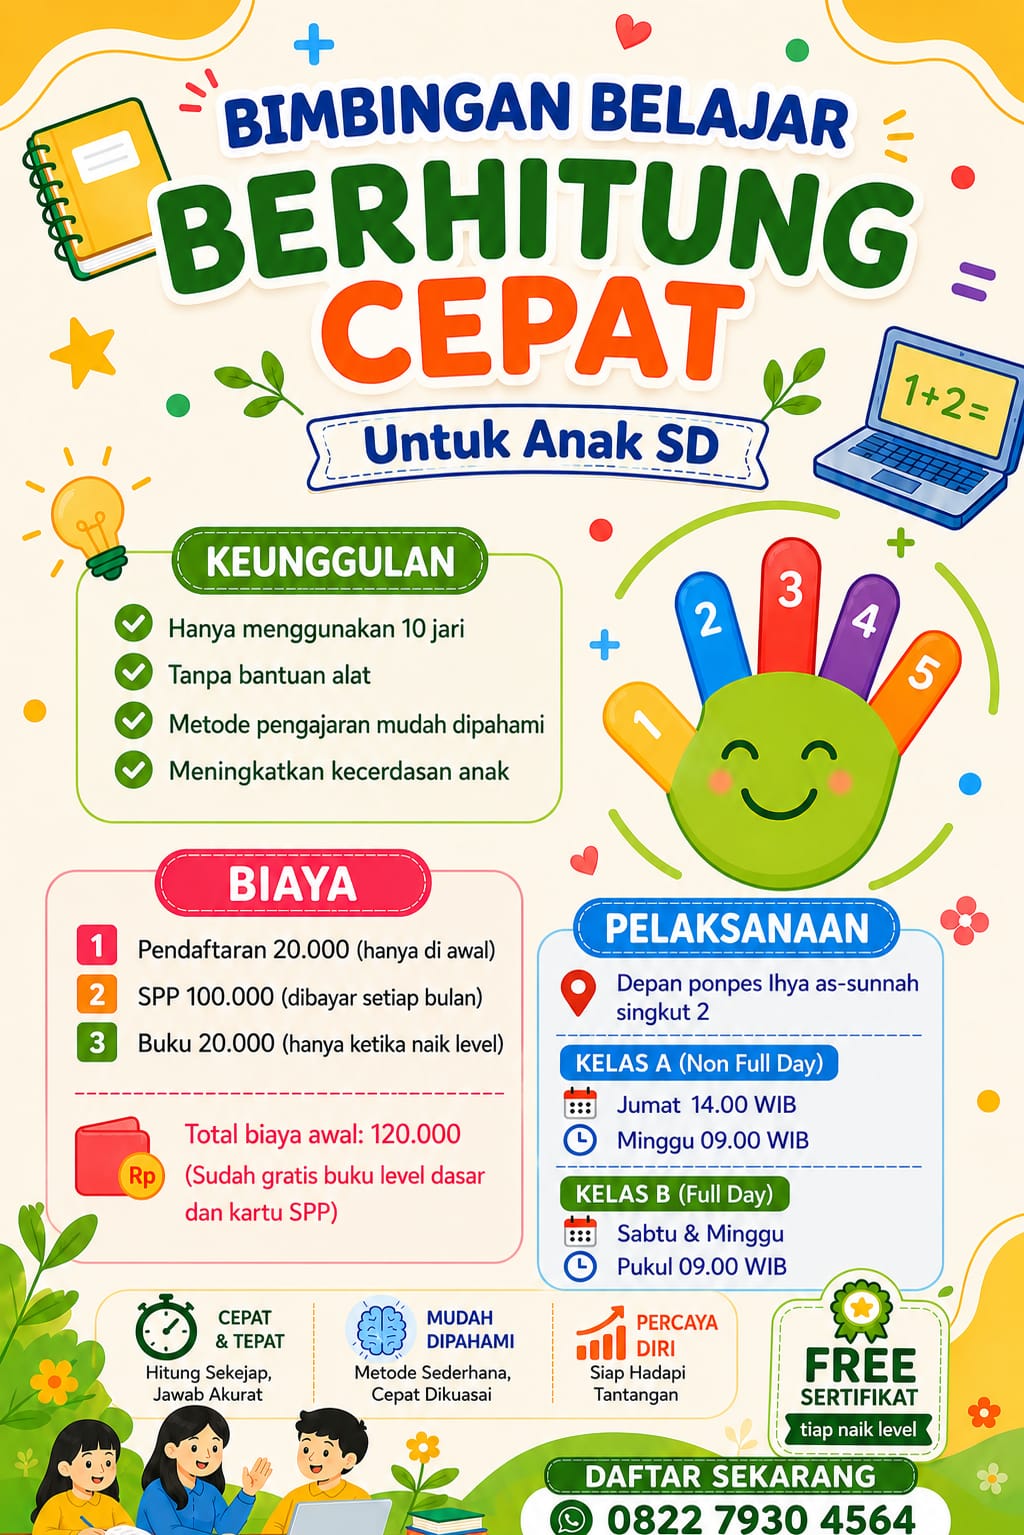 BIMBINGAN BELAJAR
BERHITUNG
CEPAT
Untuk Anak SD
1+2=
KEUNGGULAN
Hanya menggunakan 10 jari
Tanpa bantuan alat
Metode pengajaran mudah dipahami
Meningkatkan kecerdasan anak
1
2
3
4
5
BIAYA
1 Pendaftaran 20.000 (hanya di awal)
2 SPP 100.000 (dibayar setiap bulan)
3 Buku 20.000 (hanya ketika naik level)
Rp
Total biaya awal: 120.000
(Sudah gratis buku level dasar
dan kartu SPP)
PELAKSANAAN
Depan ponpes Ihya as-sunnah
singkut 2
KELAS A (Non Full Day)
Jumat 14.00 WIB
Minggu 09.00 WIB
KELAS B (Full Day)
Sabtu & Minggu
Pukul 09.00 WIB
CEPAT
& TEPAT
Hitung Sekejap,
Jawab Akurat
MUDAH
DIPAHAMI
Metode Sederhana,
Cepat Dikuasai
PERCAYA
DIRI
Siap Hadapi
Tantangan
FREE
SERTIFIKAT
tiap naik level
DAFTAR SEKARANG
0822 7930 4564